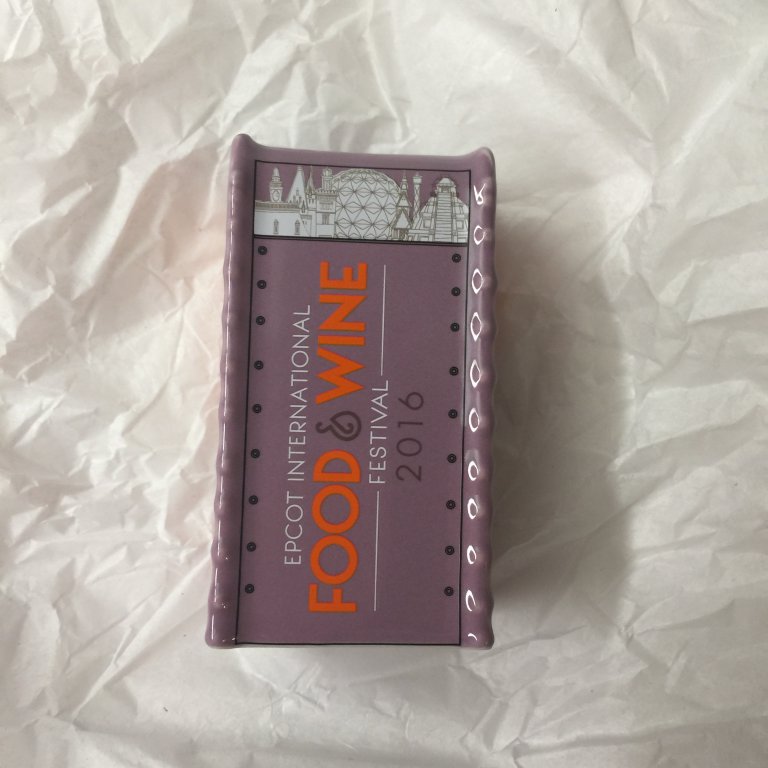 EPCOT INTERNATIONAL
FOOD & WINE
FESTIVAL
2016